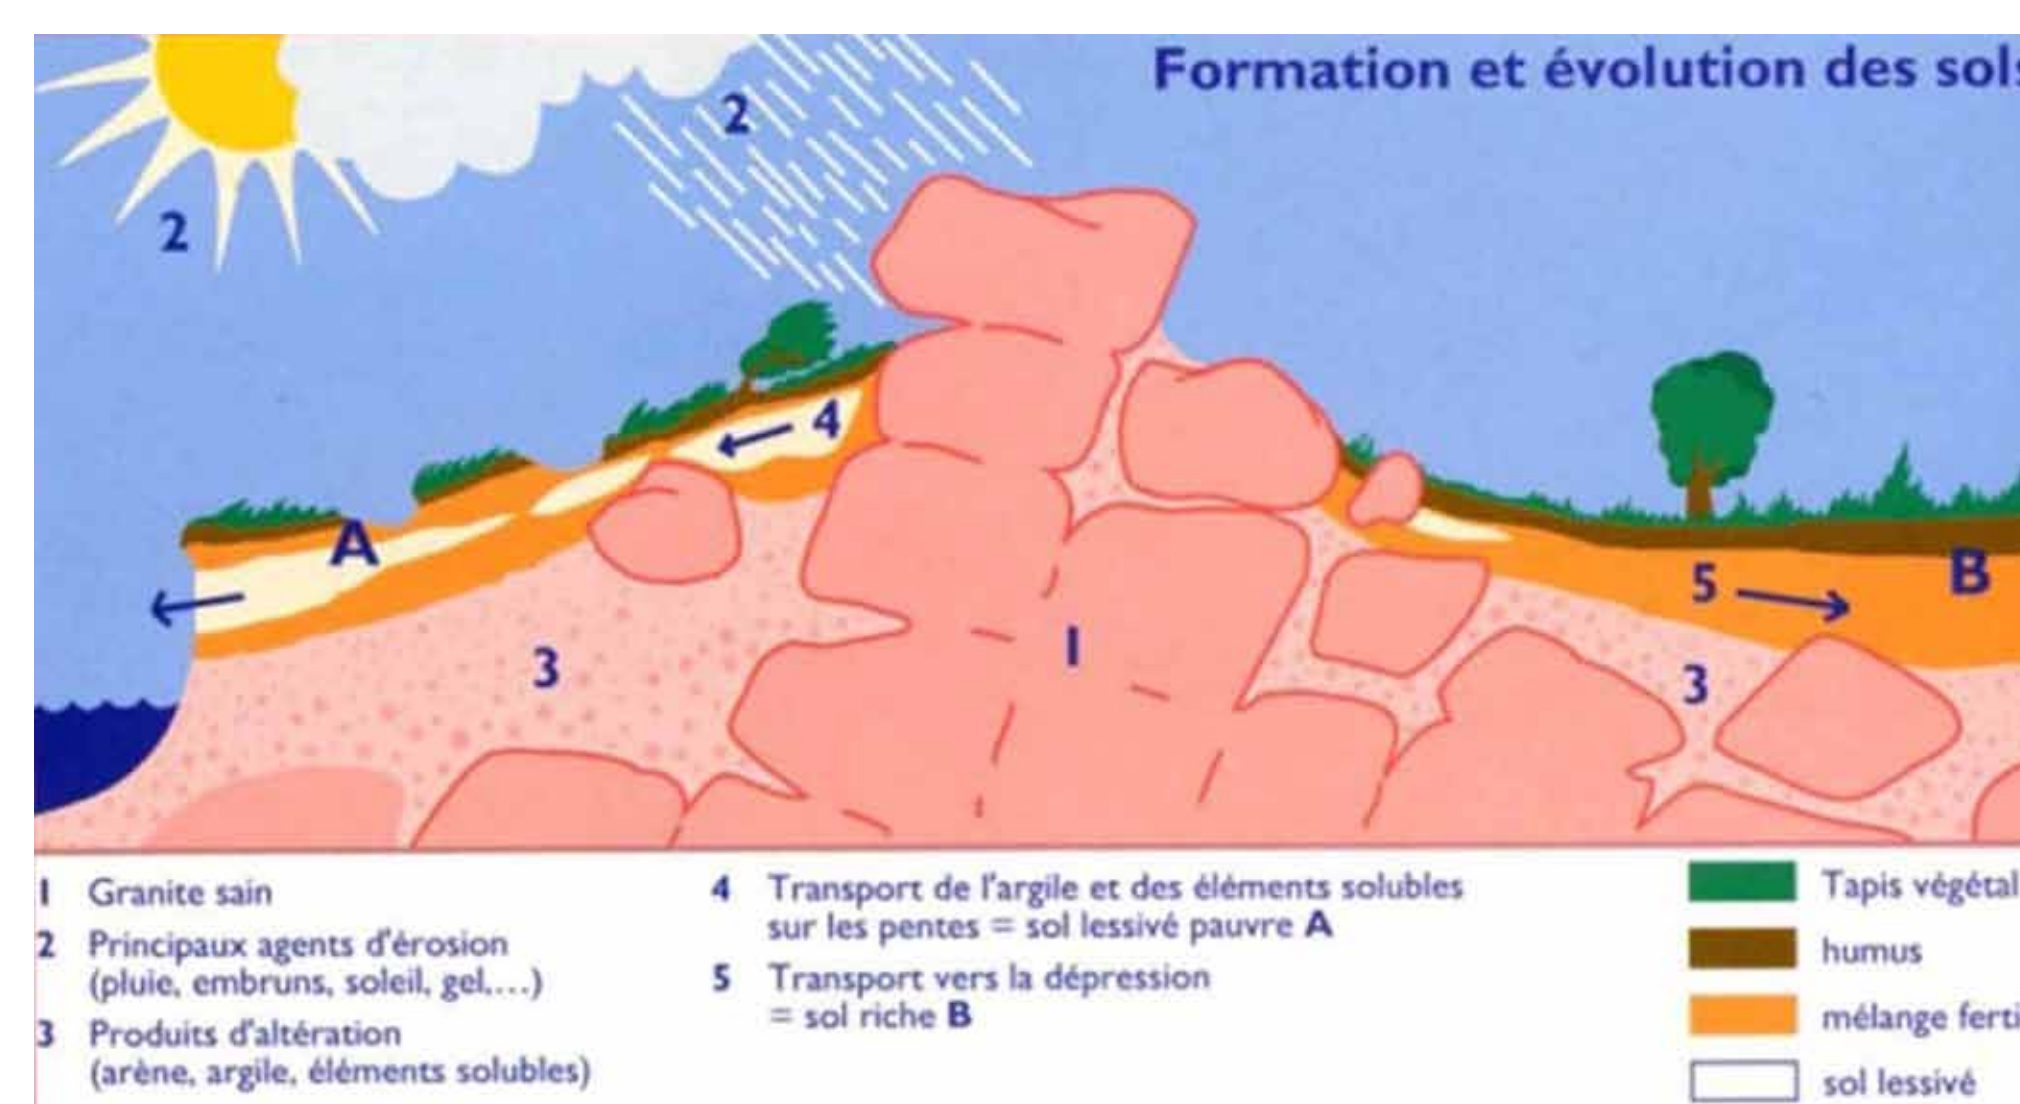 Formation et évolution des sols
2
2
4
A
5
B
3
1
3
1 Granite sain
2 Principaux agents d'érosion
(pluie, embruns, soleil, gel,...)
3 Produits d'altération
(arène, argile, éléments solubles)
4 Transport de l'argile et des éléments solubles
sur les pentes = sol lessivé pauvre A
5 Transport vers la dépression
= sol riche B
Tapis végétal
humus
mélange ferti
sol lessivé